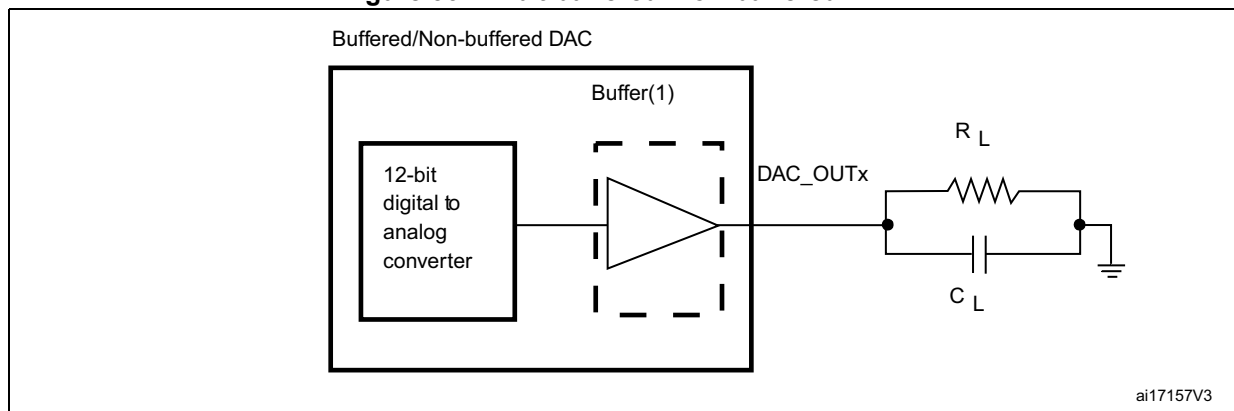 Buffered/Non-buffered DAC
Buffer(1)
12-bit
digital to
analog
converter
DAC_OUTx
R L
C L
ai17157V3